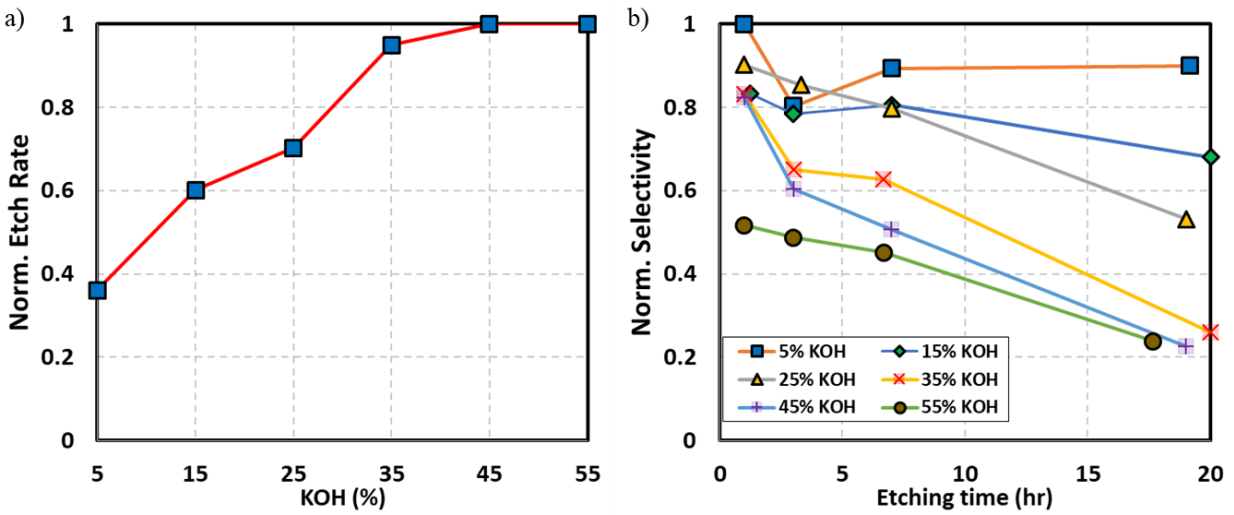 a)
Norm. Etch Rate
1
0.8
0.6
0.4
0.2
0
5 15 25 35 45 55
KOH (%)
b)
Norm. Selectivity
1
0.8
0.6
0.4
0.2
0
5% KOH 15% KOH
25% KOH 35% KOH
45% KOH 55% KOH
0 5 10 15 20
Etching time (hr)